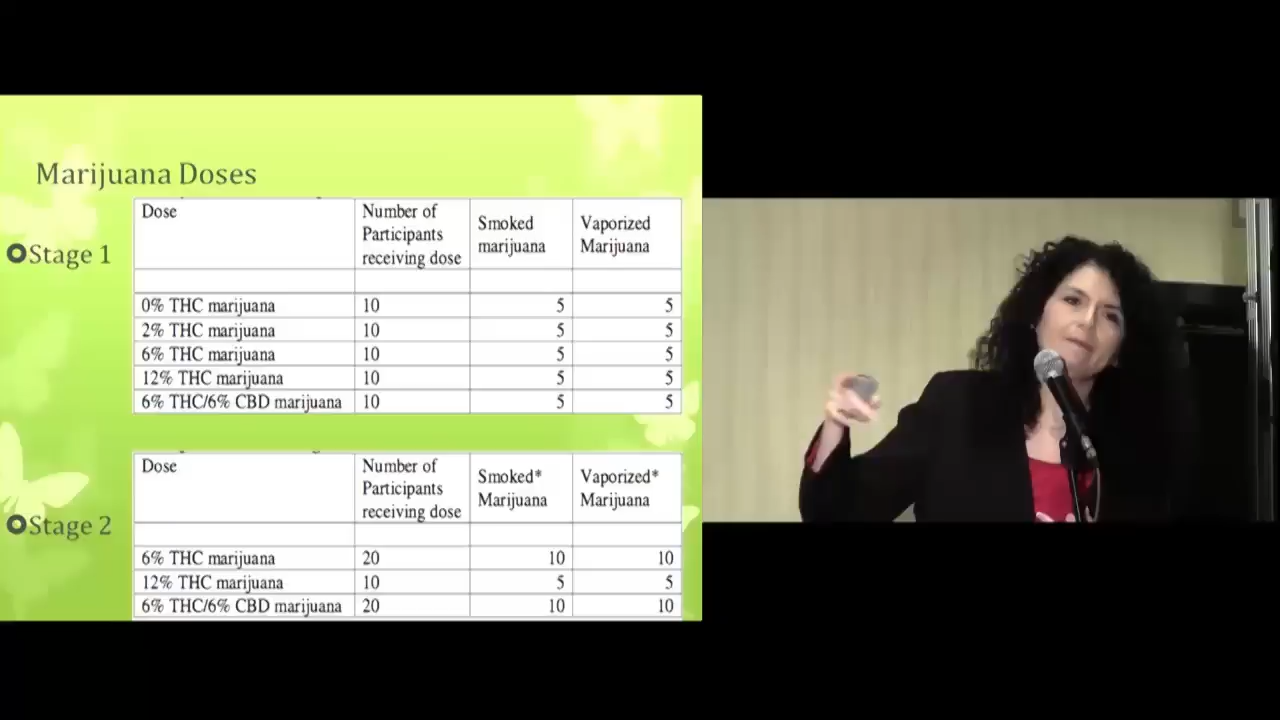 Marijuana Doses
Stage 1
Dose Number of Participants receiving dose Smoked marijuana Vaporized Marijuana
0% THC marijuana 10 5 5
2% THC marijuana 10 5 5
6% THC marijuana 10 5 5
12% THC marijuana 10 5 5
6% THC/6% CBD marijuana 10 5 5
Stage 2
Dose Number of Participants receiving dose Smoked* Marijuana Vaporized* Marijuana
6% THC marijuana 20 10 10
12% THC marijuana 10 5 5
6% THC/6% CBD marijuana 20 10 10